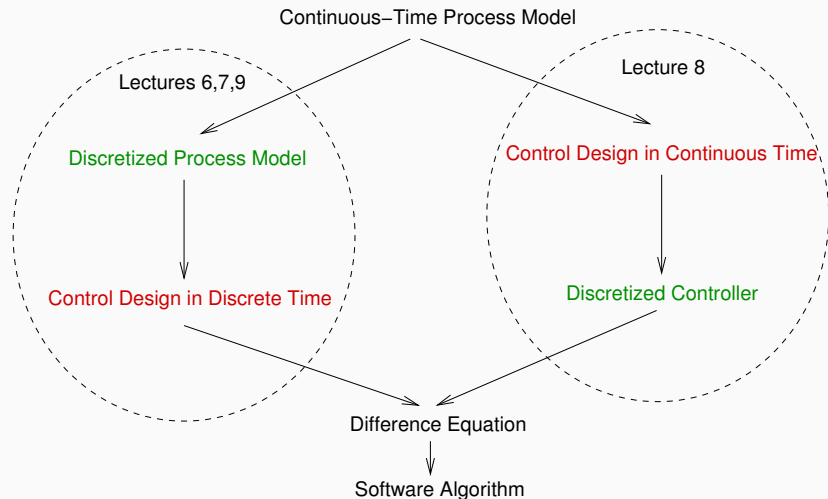 Continuous−Time Process Model
Lectures 6,7,9
Lecture 8
Discretized Process Model
Control Design in Continuous Time
Control Design in Discrete Time
Discretized Controller
Difference Equation
Software Algorithm